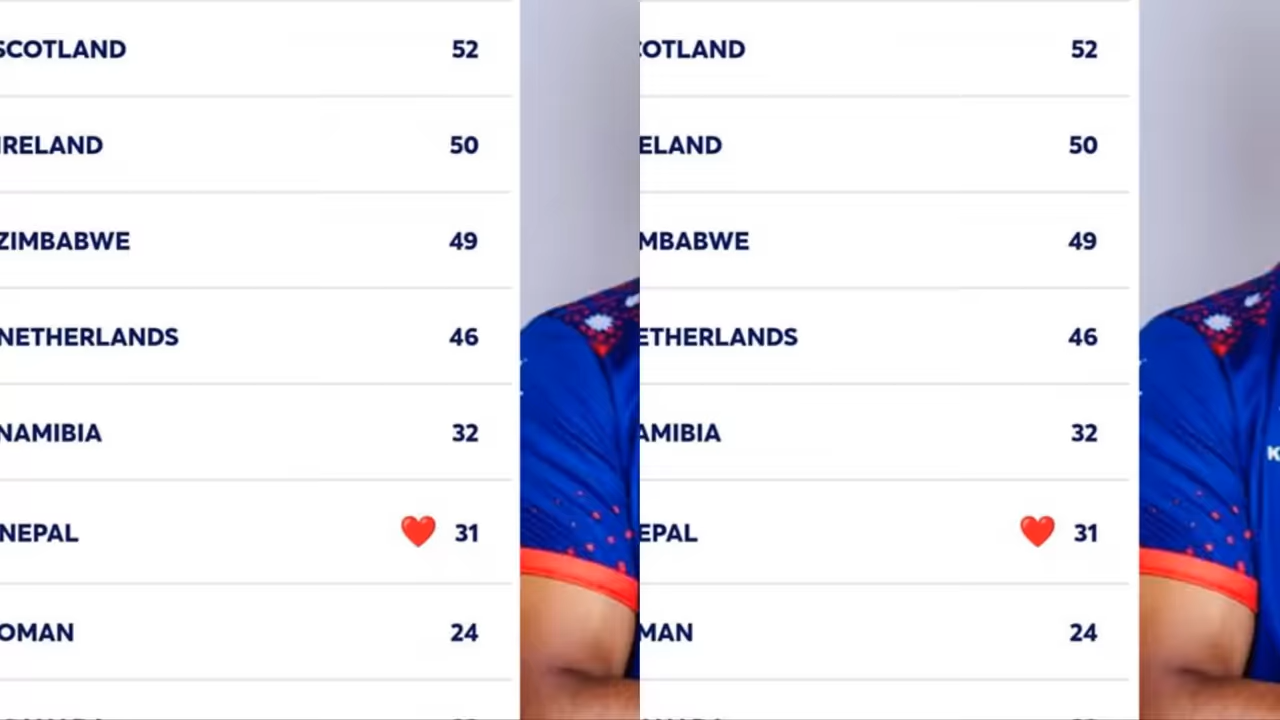 SCOTLAND 52
IRELAND 50
ZIMBABWE 49
NETHERLANDS 46
NAMIBIA 32
NEPAL ❤️ 31
OMAN 24
COTLAND 52
ELAND 50
MBABWE 49
ETHERLANDS 46
AMIBIA 32
EPAL ❤️ 31
MAN 24
K